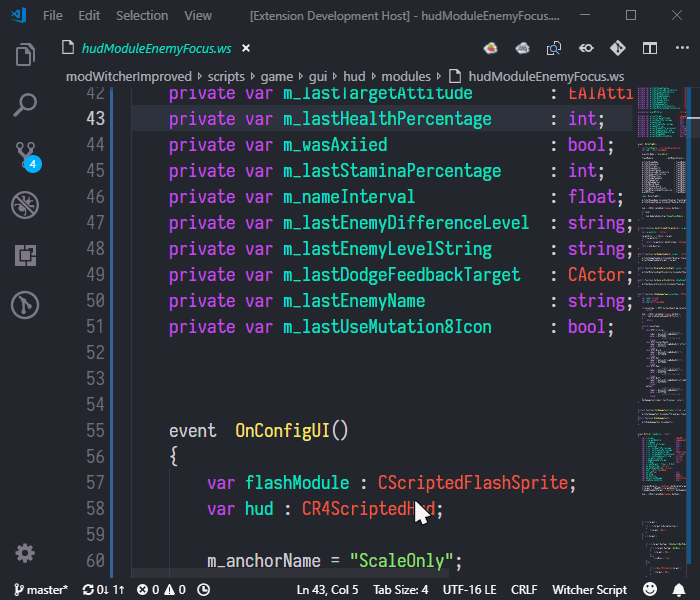 File Edit Selection View [Extension Development Host] - hudModuleEnemyFocus....
hudModuleEnemyFocus.ws ×
modWitcherImproved › scripts › game › gui › hud › modules › hudModuleEnemyFocus.ws
42 private var m_lastTargetAttitude : EAIAtti
43 private var m_lastHealthPercentage : int;
44 private var m_wasAxiied : bool;
45 private var m_lastStaminaPercentage : int;
46 private var m_nameInterval : float;
47 private var m_lastEnemyDifferenceLevel : string;
48 private var m_lastEnemyLevelString : string;
49 private var m_lastDodgeFeedbackTarget : CActor;
50 private var m_lastEnemyName : string;
51 private var m_lastUseMutation8Icon : bool;
52
53
54
55 event OnConfigUI()
56 {
57 var flashModule : CScriptedFlashSprite;
58 var hud : CR4ScriptedHud;
59
60 m_anchorName = "ScaleOnly";
4
master* 0↓ 1↑ 0 0 Ln 43, Col 5 Tab Size: 4 UTF-16 LE CRLF Witcher Script